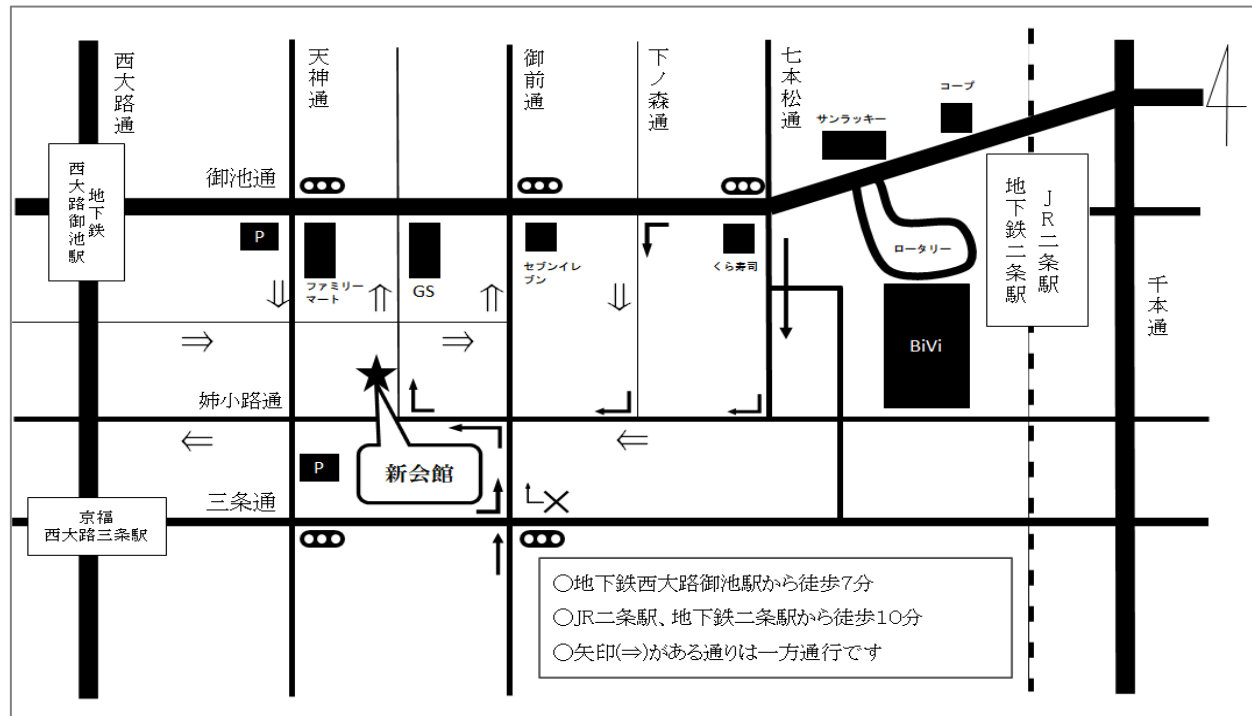 西大路通
天神通
御前通
下ノ森通
七本松通
コープ
サンラッキー
御池通
地下鉄
西大路御池駅
P
ファミリー
マート
GS
セブンイレ
ブン
くら寿司
ロータリー
JR二条駅
地下鉄二条駅
千本通
BiVi
姉小路通
P
新会館
三条通
京福
西大路三条駅
○地下鉄西大路御池駅から徒歩7分
○JR二条駅、地下鉄二条駅から徒歩10分
○矢印(⇒)がある通りは一方通行です